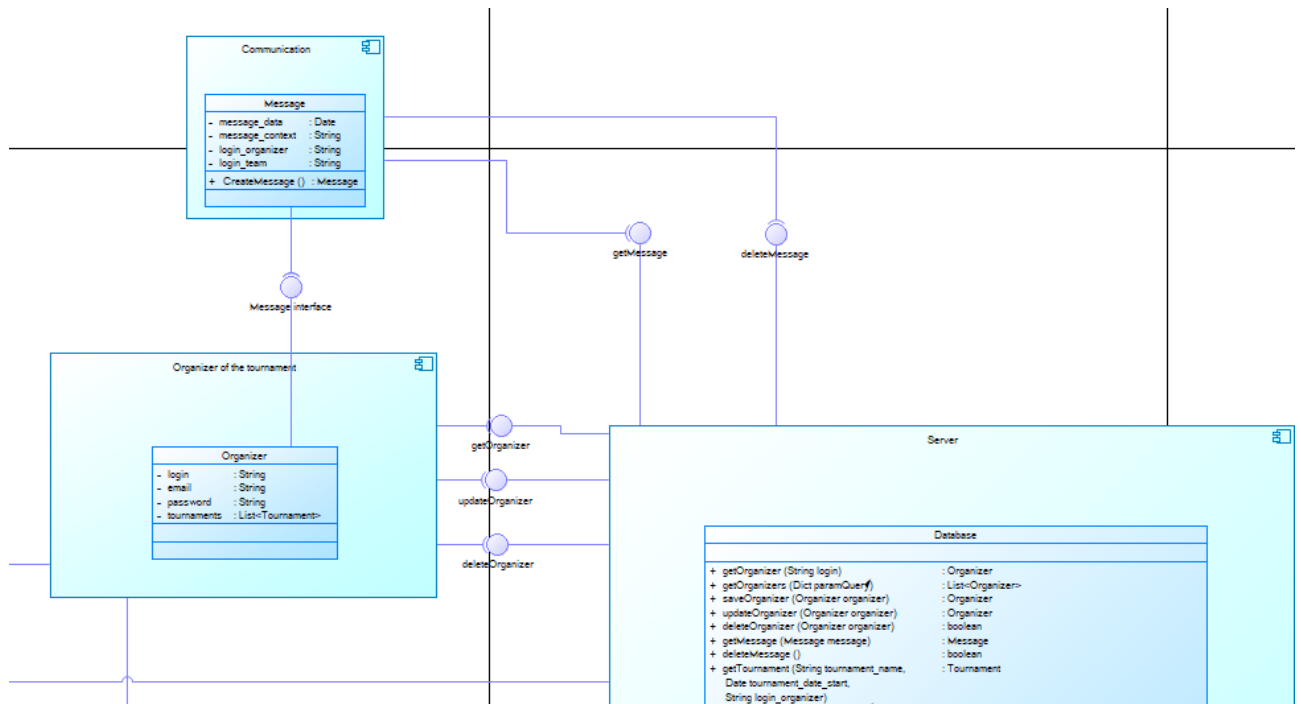 Communication
Message
- message_data : Date
- message_context : String
- login_organizer : String
- login_team : String
+ CreateMessage () : Message
getMessage
deleteMessage
Message interface
Organizer of the tournament
Organizer
- login : String
- email : String
- password : String
- tournaments : List<Tournament>
getOrganizer
updateOrganizer
deleteOrganizer
Server
Database
+ getOrganizer (String login) : Organizer
+ getOrganizers (Dict paramQuery) : List<Organizer>
+ saveOrganizer (Organizer organizer) : Organizer
+ updateOrganizer (Organizer organizer) : Organizer
+ deleteOrganizer (Organizer organizer) : boolean
+ getMessage (Message message) : Message
+ deleteMessage () : boolean
+ getTournament (String tournament_name, : Tournament
Date tournament_date_start,
String login_organizer)